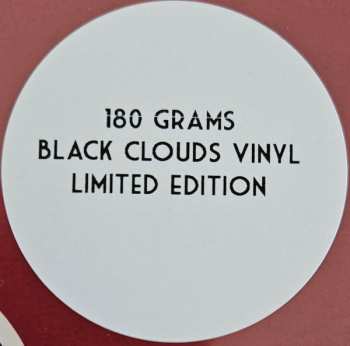 180 GRAMS
BLACK CLOUDS VINYL
LIMITED EDITION